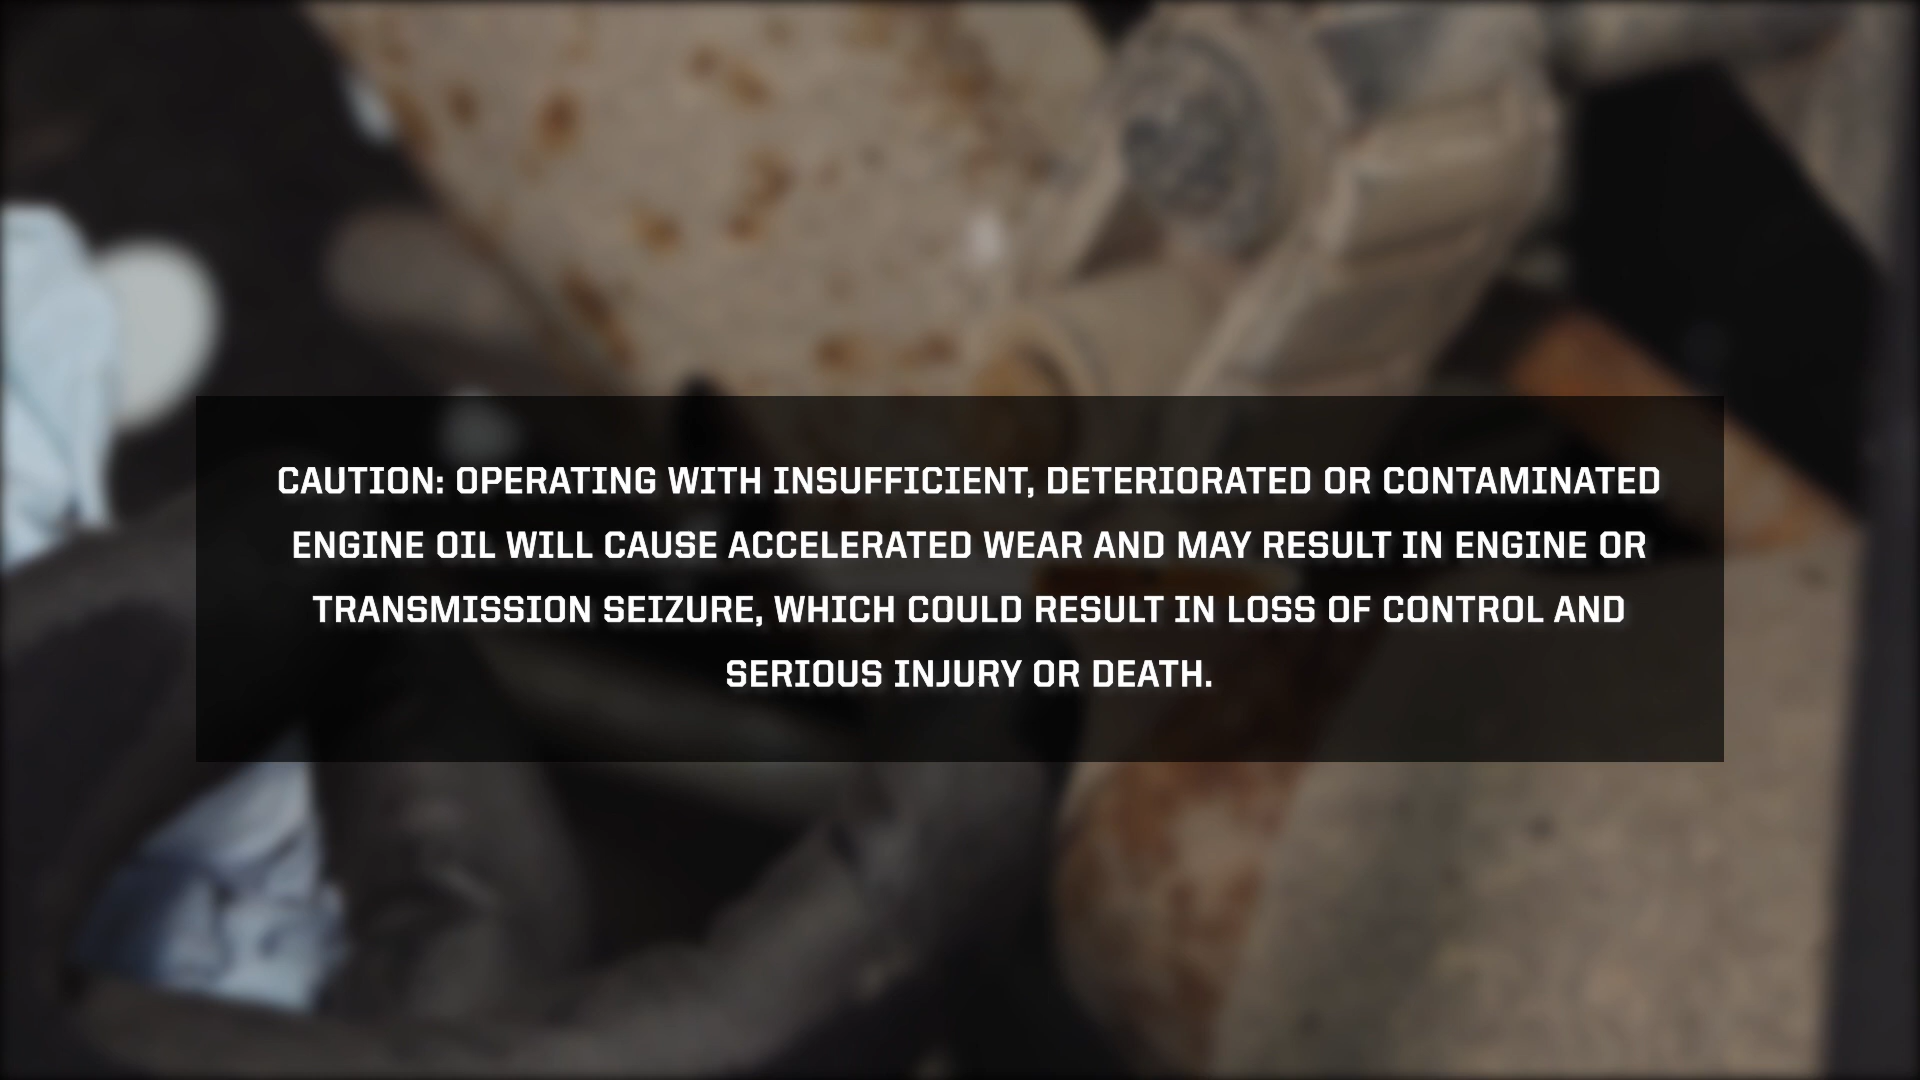 CAUTION: OPERATING WITH INSUFFICIENT, DETERIORATED OR CONTAMINATED
ENGINE OIL WILL CAUSE ACCELERATED WEAR AND MAY RESULT IN ENGINE OR
TRANSMISSION SEIZURE, WHICH COULD RESULT IN LOSS OF CONTROL AND
SERIOUS INJURY OR DEATH.